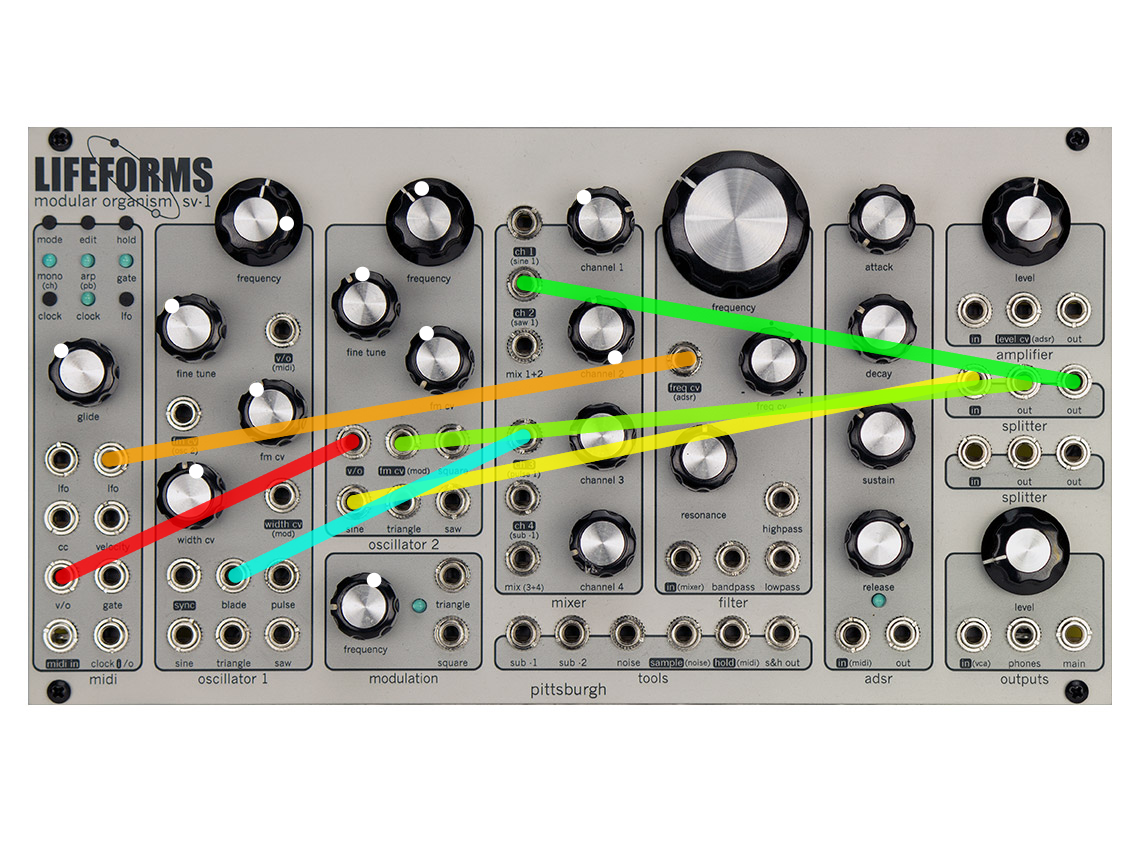 LIFEFORMS
modular organism sv·1
mode edit hold
mono (ch) arp (pb) gate
clock clock lfo
glide
lfo lfo
cc velocity
v/o gate
midi in clock i/o
midi
frequency
fine tune
v/o (midi)
fm cv
width cv
width cv (mod)
sync blade pulse
sine triangle saw
oscillator 1
frequency
fine tune
fm cv
v/o fm cv (mod) square
sine triangle saw
oscillator 2
frequency
triangle
square
modulation
ch 1 (sine 1)
channel 1
ch 2 (saw 1)
channel 2
mix 1+2
channel 3
ch 4 (sub -1)
mix (3+4)
channel 4
mixer
frequency
freq cv (adsr)
- +
freq cv
resonance
highpass
in (mixer) bandpass lowpass
filter
sub -1 sub -2 noise sample (noise) hold (midi) s&h out
tools
pittsburgh
attack
decay
sustain
release
in (midi) out
adsr
level
in level cv (adsr) out
amplifier
in out out
splitter
in out out
splitter
level
in (vca) phones main
outputs